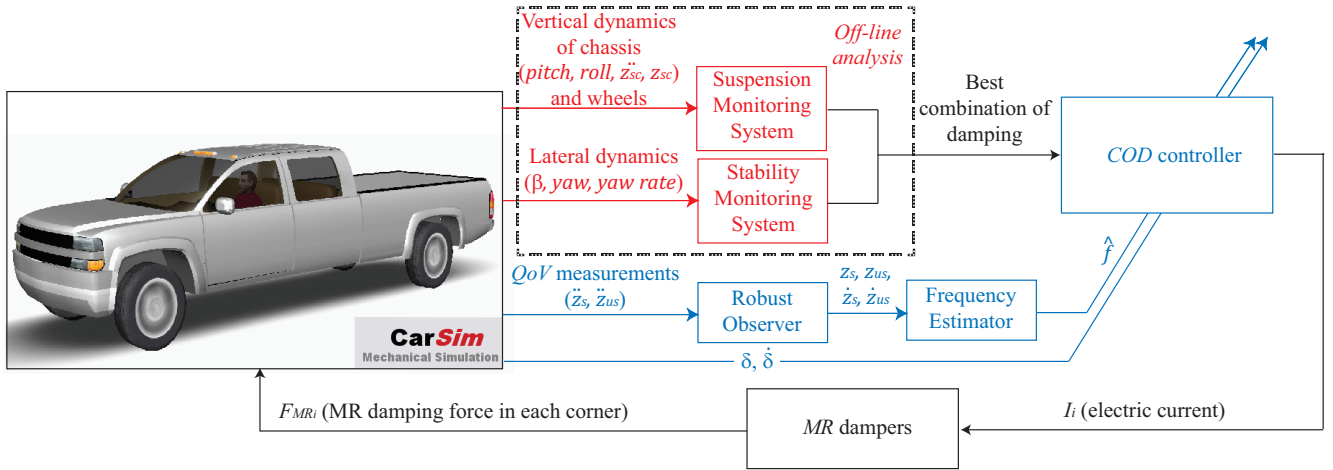 Vertical dynamics
of chassis
(pitch, roll, z̈sc, zsc)
and wheels
Off-line
analysis
Suspension
Monitoring
System
Lateral dynamics
(β, yaw, yaw rate)
Stability
Monitoring
System
Best
combination of
damping
COD controller
QoV measurements
(z̈s, z̈us)
Robust
Observer
zs, zus,
żs, żus
Frequency
Estimator
f̂
δ, δ̇
CarSim
Mechanical Simulation
FMRi (MR damping force in each corner)
MR dampers
Ii (electric current)